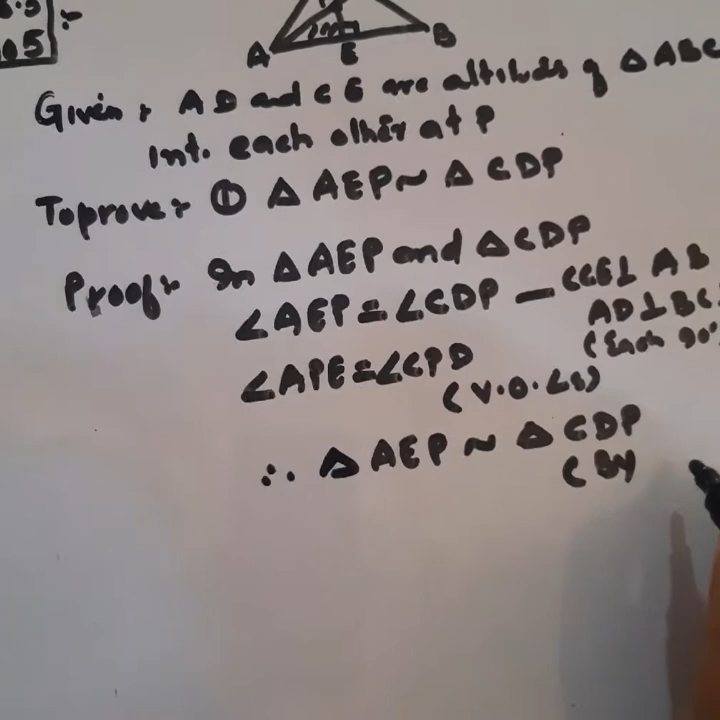 05
A E B
Given: AD and CE are altitudes of △ABC
int. each other at P
To prove:- ① △AEP ~ △CDP
Proof:- In △AEP and △CDP
∠AEP = ∠CDP — (CE⊥AB
AD⊥BC
(Each 90°
∠APE = ∠CPD
(V.O.∠s)
∴ △AEP ~ △CDP
(By